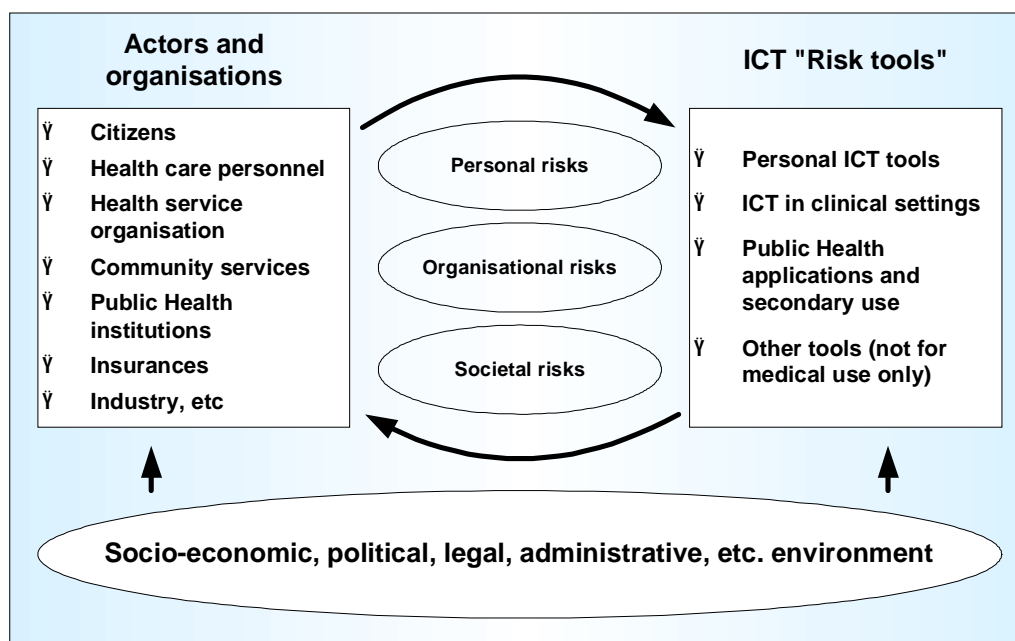 Actors and
organisations
Ÿ Citizens
Ÿ Health care personnel
Ÿ Health service
organisation
Ÿ Community services
Ÿ Public Health
institutions
Ÿ Insurances
Ÿ Industry, etc
Personal risks
Organisational risks
Societal risks
ICT "Risk tools"
Ÿ Personal ICT tools
Ÿ ICT in clinical settings
Ÿ Public Health
applications and
secondary use
Ÿ Other tools (not for
medical use only)
Socio-economic, political, legal, administrative, etc. environment